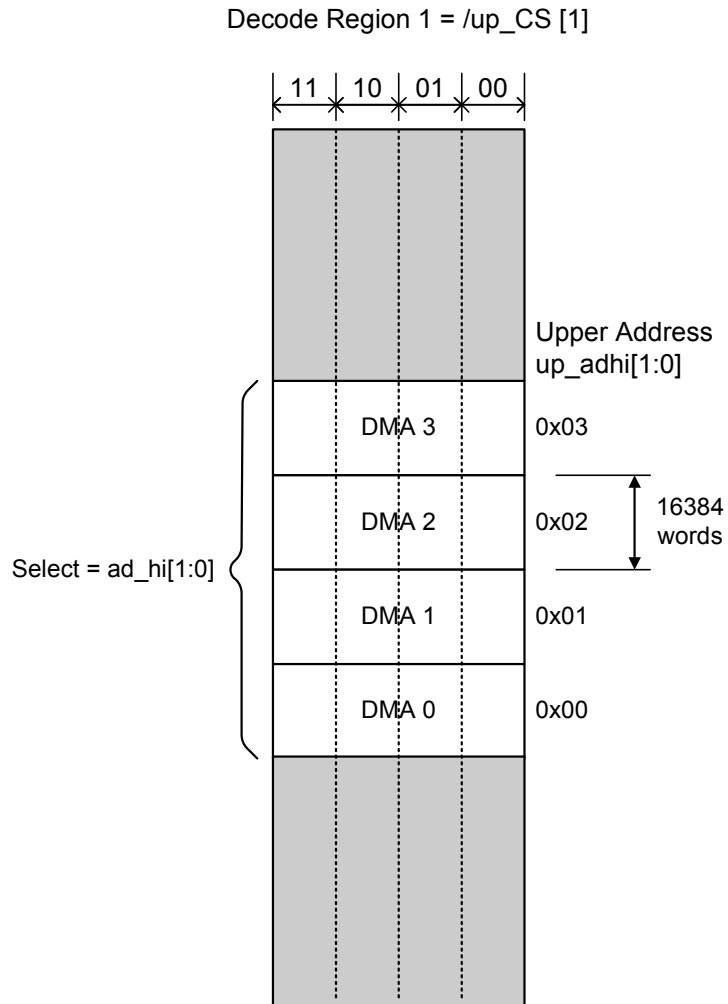 Decode Region 1 = /up_CS [1]
11 10 01 00
Upper Address
up_adhi[1:0]
DMA 3 0x03
DMA 2 0x02
16384
words
Select = ad_hi[1:0]
DMA 1 0x01
DMA 0 0x00